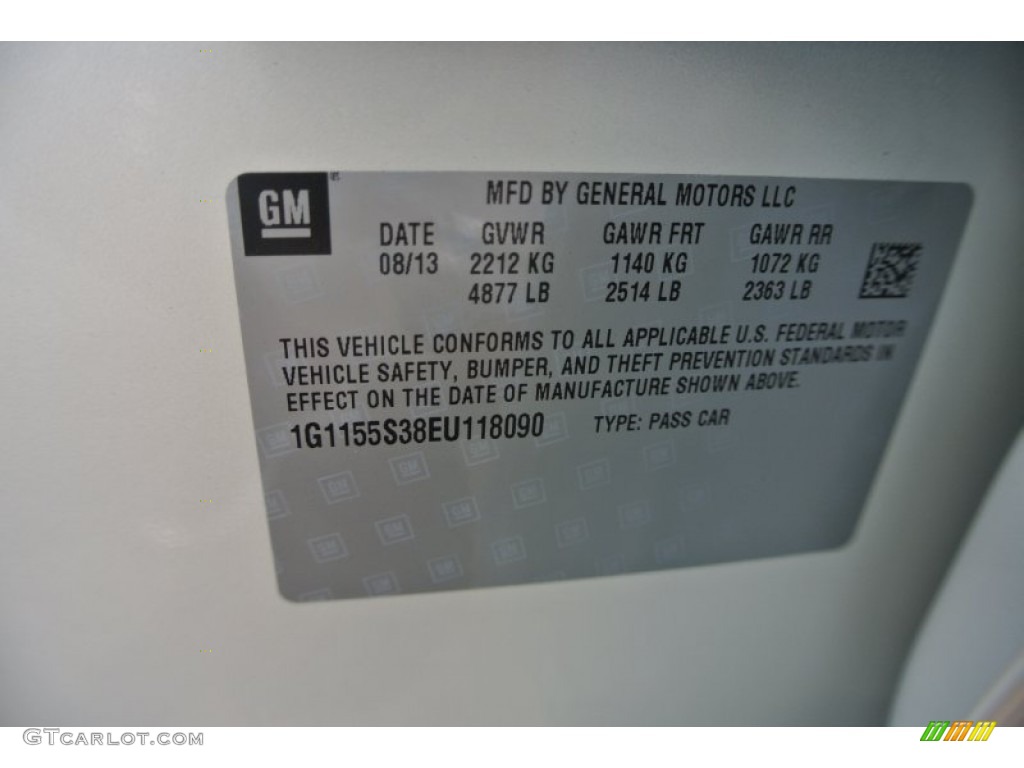 GM
MFD BY GENERAL MOTORS LLC
DATE GVWR GAWR FRT GAWR RR
08/13 2212 KG 1140 KG 1072 KG
4877 LB 2514 LB 2363 LB
THIS VEHICLE CONFORMS TO ALL APPLICABLE U.S. FEDERAL MOTOR
VEHICLE SAFETY, BUMPER, AND THEFT PREVENTION STANDARDS IN
EFFECT ON THE DATE OF MANUFACTURE SHOWN ABOVE.
1G1155S38EU118090 TYPE: PASS CAR
GTCarlot.com